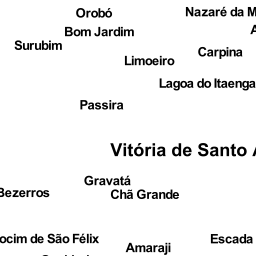 Orobó
Nazaré da M
Bom Jardim
A
Surubim
Carpina
Limoeiro
Lagoa do Itaenga
Passira
Vitória de Santo A
Gravatá
Bezerros
Chã Grande
ocim de São Félix
Escada
Amaraji